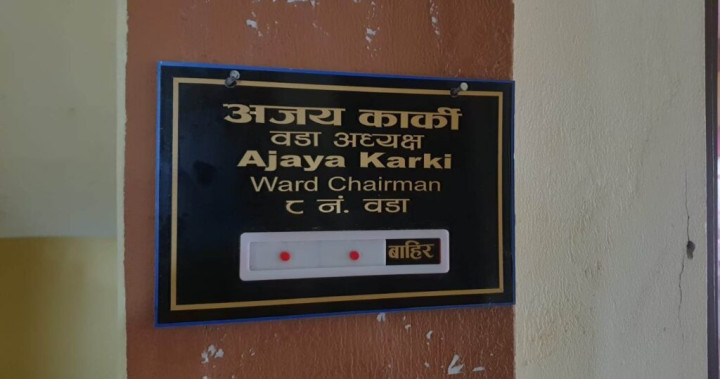 अजय कार्की
वडा अध्यक्ष
Ajaya Karki
Ward Chairman
८ नं. वडा
बाहिर